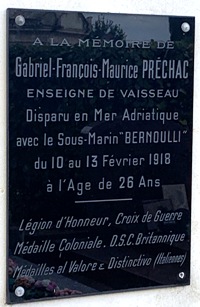 A LA MÉMOIRE DE
Gabriel-François-Maurice PRÉCHAC
ENSEIGNE DE VAISSEAU
Disparu en Mer Adriatique
avec le Sous-Marin "BERNOULLI"
du 10 au 13 Février 1918
à l'Age de 26 Ans
Légion d'Honneur, Croix de Guerre
Médaille Coloniale. D.S.C. Britannique
Médailles al Valore & Distinctivo (Italienne)